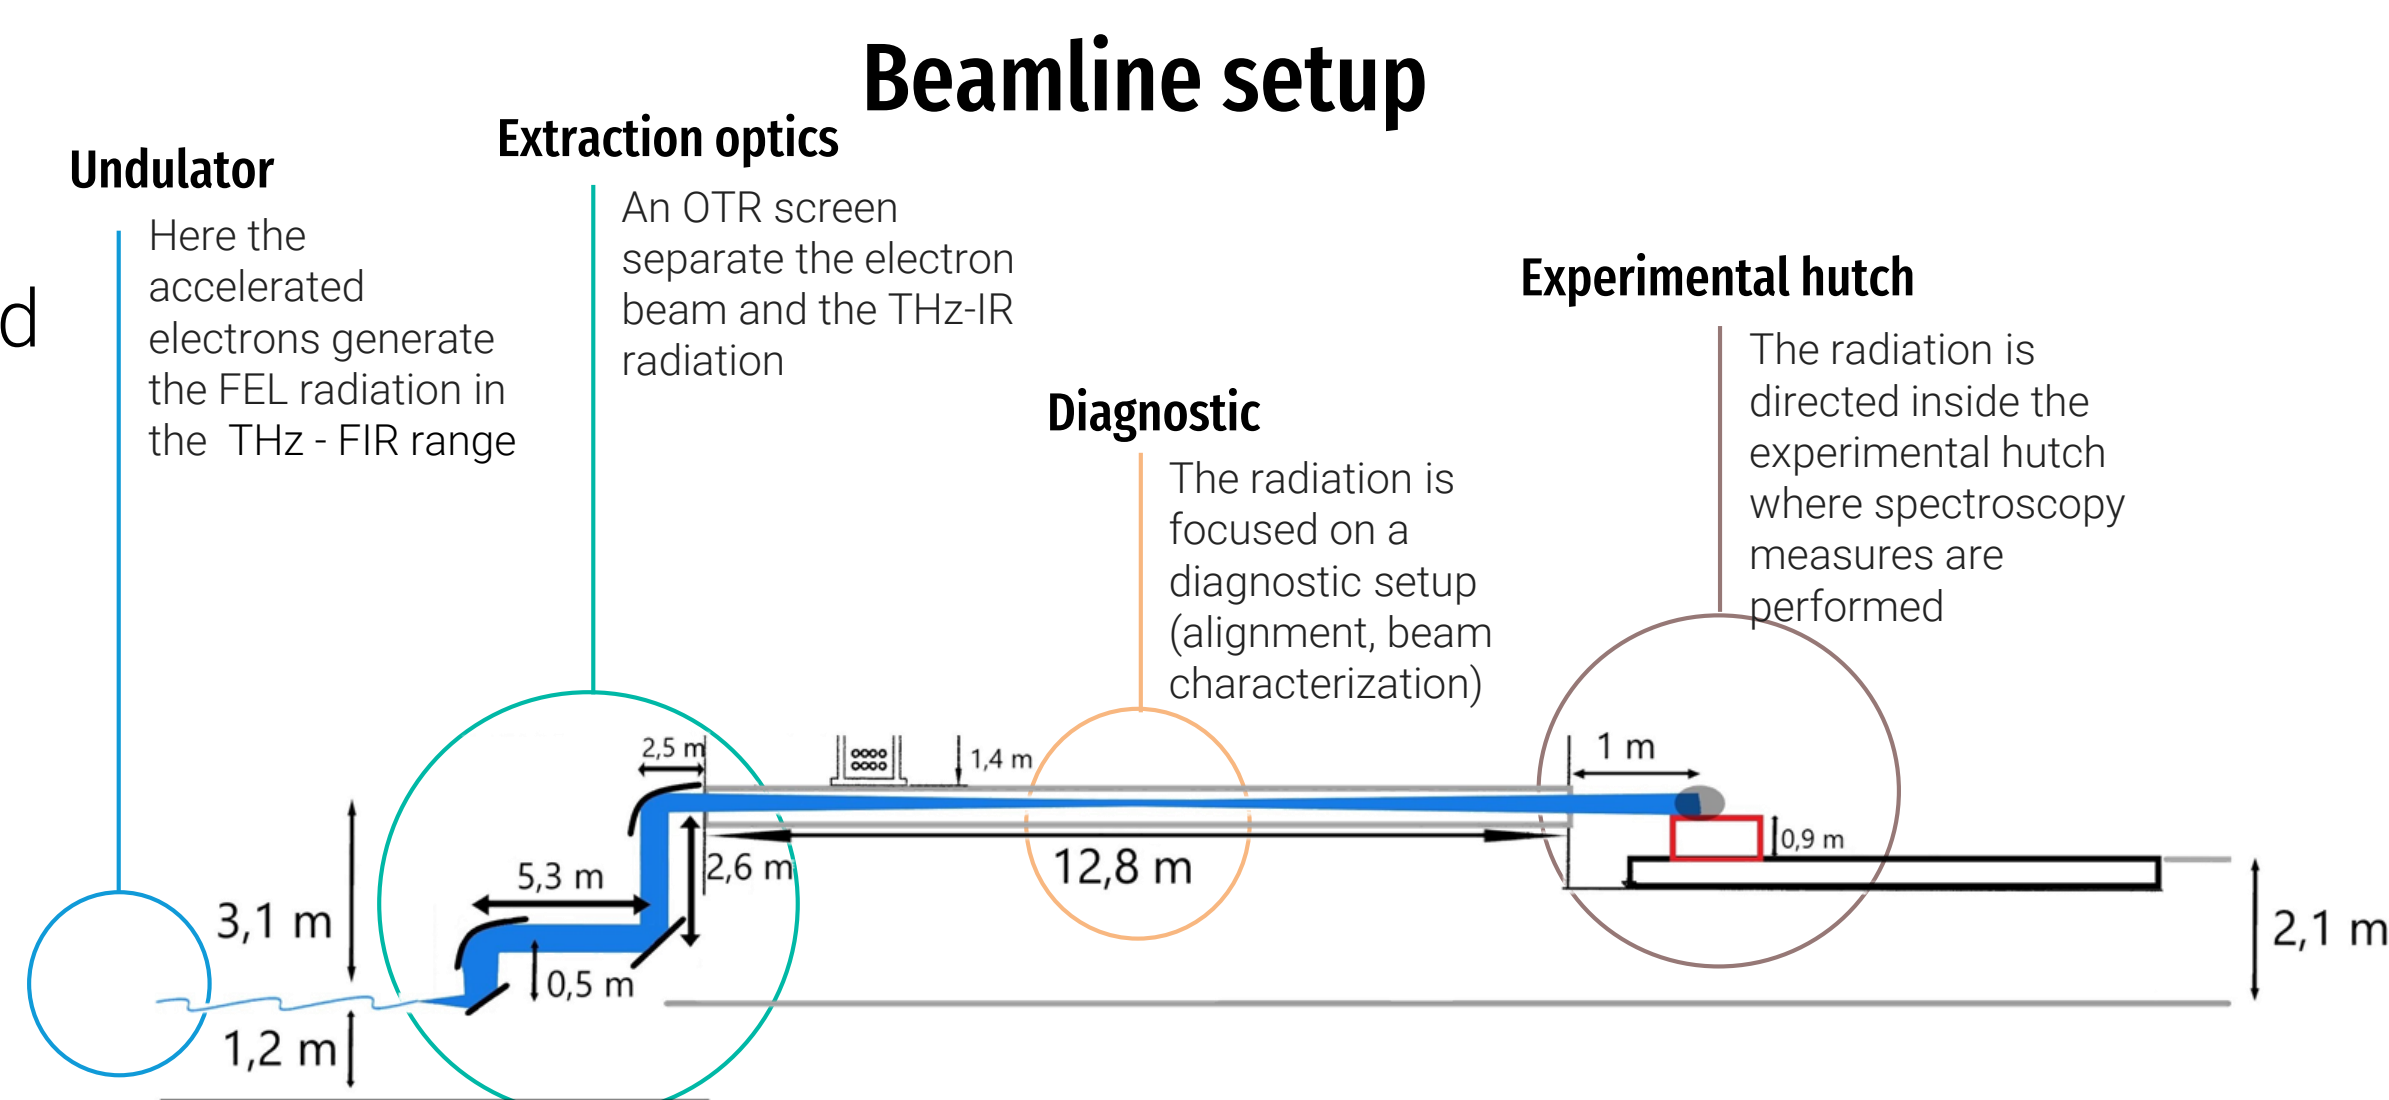 Beamline setup
Undulator
Here the
accelerated
electrons generate
the FEL radiation in
the THz - FIR range
d
Extraction optics
An OTR screen
separate the electron
beam and the THz-IR
radiation
Diagnostic
The radiation is
focused on a
diagnostic setup
(alignment, beam
characterization)
Experimental hutch
The radiation is
directed inside the
experimental hutch
where spectroscopy
measures are
performed
2,5 m
1,4 m
1 m
0,9 m
2,6 m
12,8 m
5,3 m
3,1 m
2,1 m
0,5 m
1,2 m